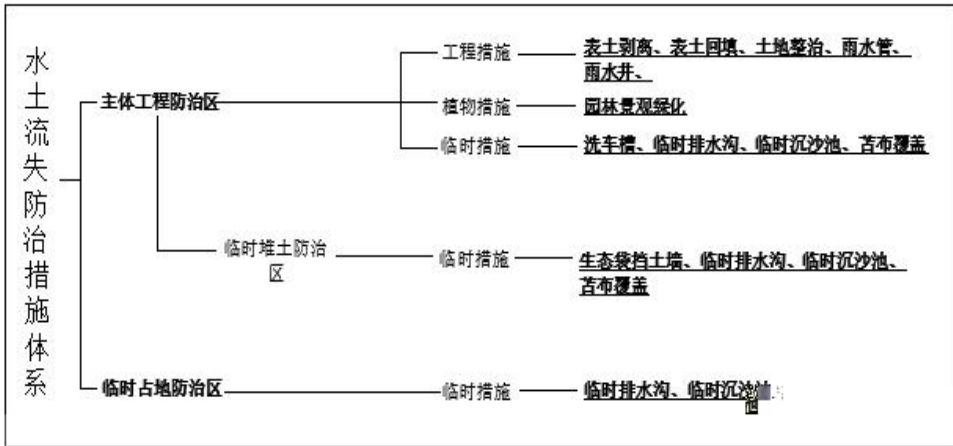 水土流失防治措施体系
主体工程防治区
工程措施
表土剥离、表土回填、土地整治、雨水管、
雨水井、
植物措施
园林景观绿化
临时措施
洗车槽、临时排水沟、临时沉沙池、苫布覆盖
临时堆土防治
区
临时措施
生态袋挡土墙、临时排水沟、临时沉沙池、
苫布覆盖
临时占地防治区
临时措施
临时排水沟、临时沉沙池